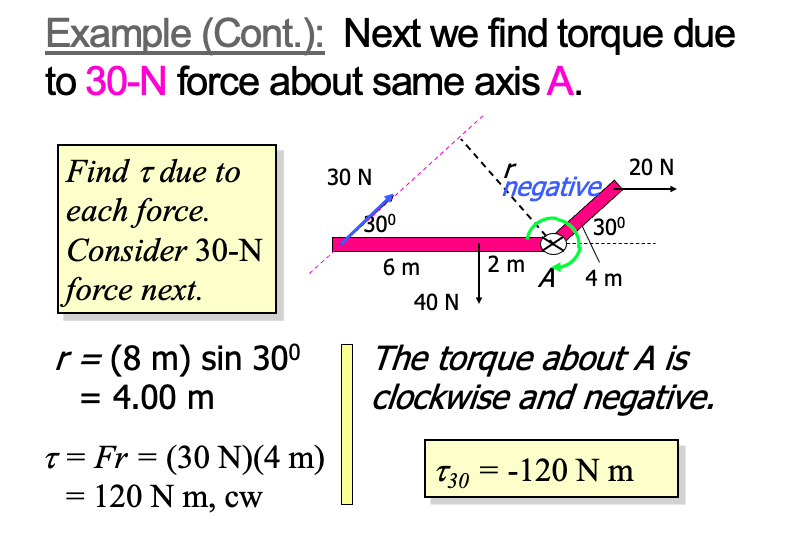 Example (Cont.): Next we find torque due
to 30-N force about same axis A.
Find τ due to
each force.
Consider 30-N
force next.
30 N
r
negative
20 N
30⁰
30⁰
6 m
2 m
A
4 m
40 N
r = (8 m) sin 30⁰
= 4.00 m
The torque about A is
clockwise and negative.
τ = Fr = (30 N)(4 m)
= 120 N m, cw
τ₃₀ = -120 N m